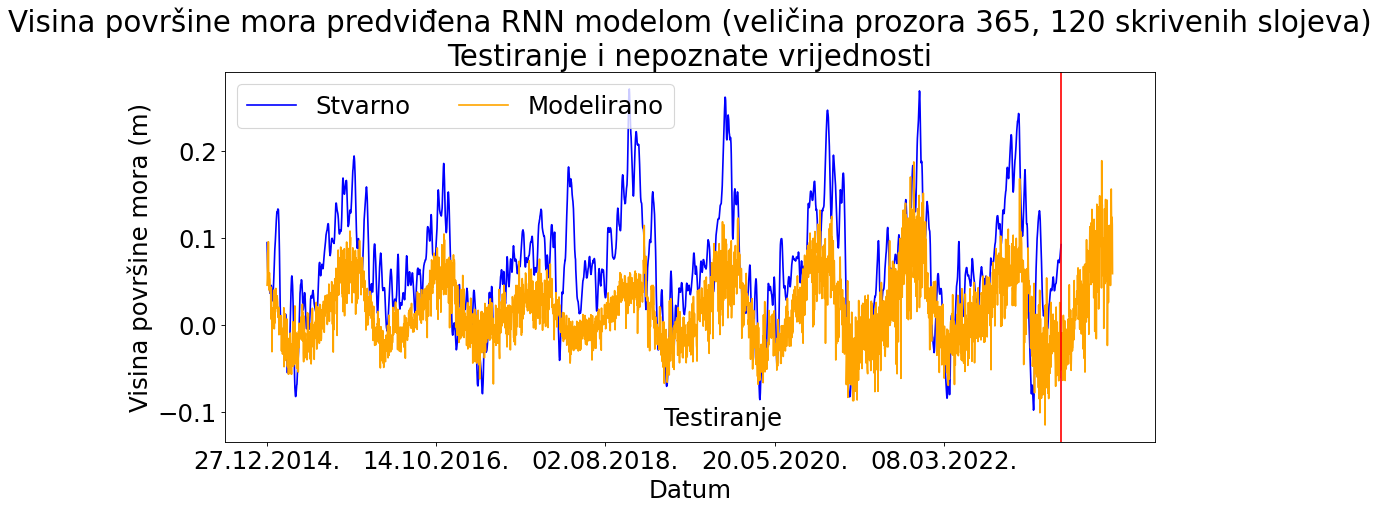 Visina površine mora predviđena RNN modelom (veličina prozora 365, 120 skrivenih slojeva)
Testiranje i nepoznate vrijednosti
Stvarno
Modelirano
Visina površine mora (m)
0.2
0.1
0.0
−0.1
Testiranje
27.12.2014.
14.10.2016.
02.08.2018.
20.05.2020.
08.03.2022.
Datum